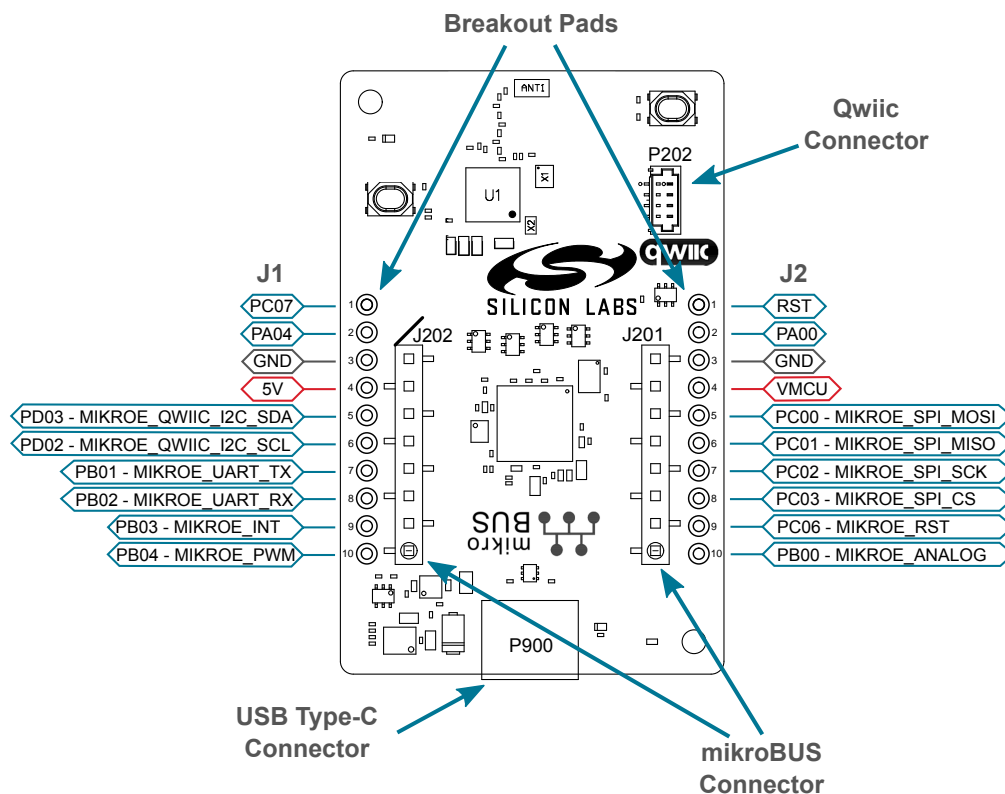 Breakout Pads
ANT1
Qwiic
Connector
P202
U1
X1
X2
qwiic
SILICON LABS
J1
J2
1
PC07
2
PA04
3
GND
4
5V
5
PD03 - MIKROE_QWIIC_I2C_SDA
6
PD02 - MIKROE_QWIIC_I2C_SCL
7
PB01 - MIKROE_UART_TX
8
PB02 - MIKROE_UART_RX
9
PB03 - MIKROE_INT
10
PB04 - MIKROE_PWM
J202
J201
1
RST
2
PA00
3
GND
4
VMCU
5
PC00 - MIKROE_SPI_MOSI
6
PC01 - MIKROE_SPI_MISO
7
PC02 - MIKROE_SPI_SCK
8
PC03 - MIKROE_SPI_CS
9
PC06 - MIKROE_RST
10
PB00 - MIKROE_ANALOG
mikro
BUS
P900
USB Type-C
Connector
mikroBUS
Connector